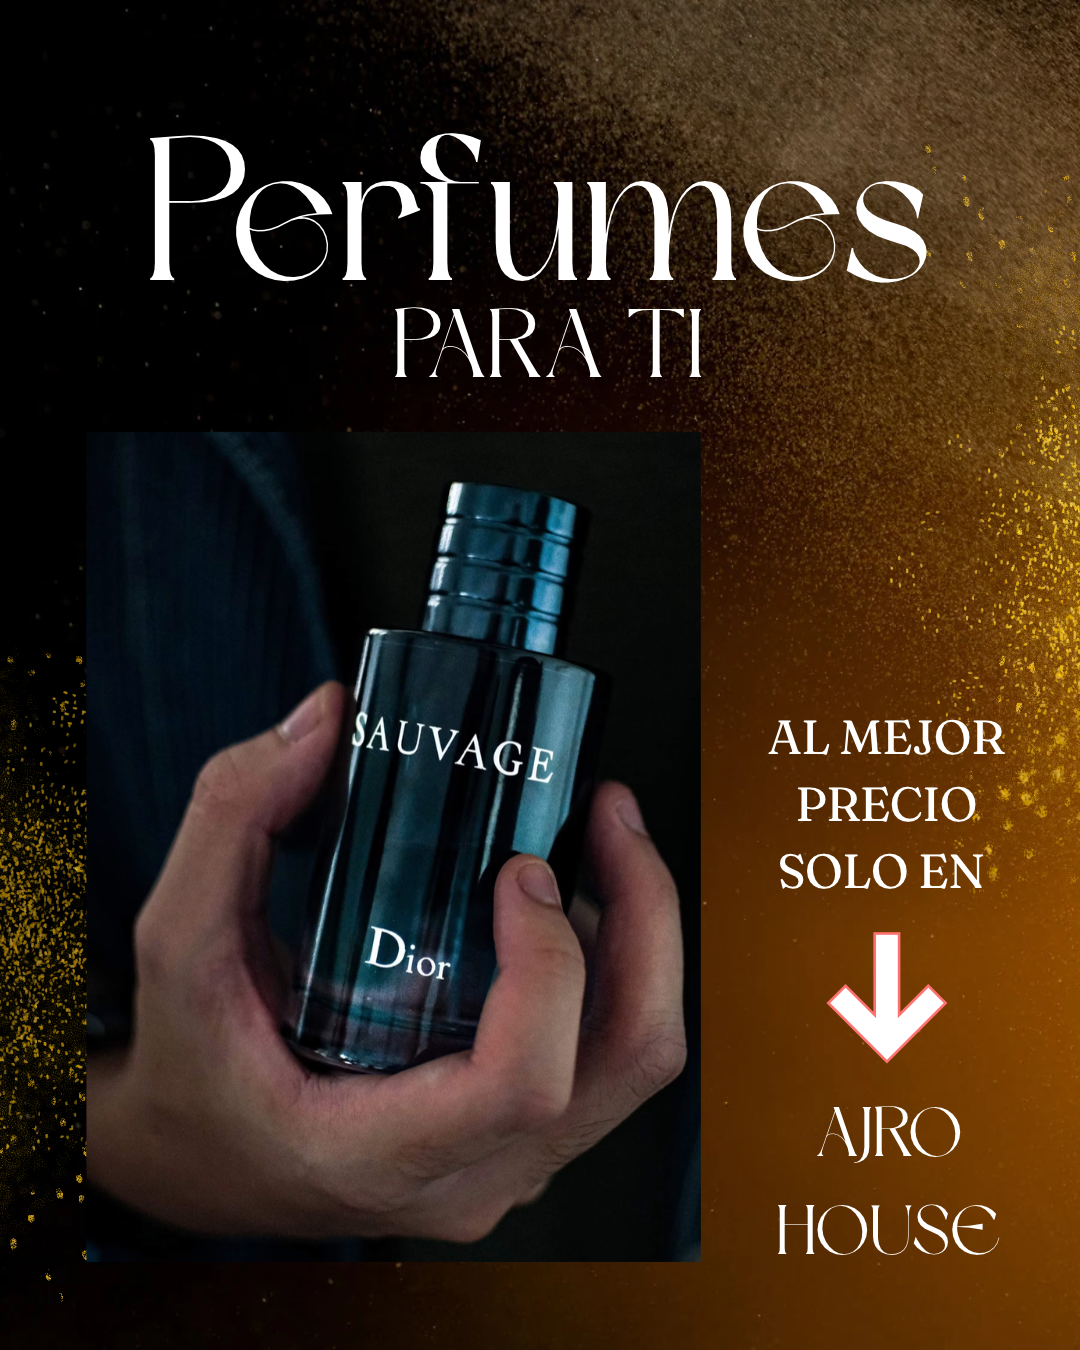 Perfumes
PARA TI
SAUVAGE
Dior
AL MEJOR
PRECIO
SOLO EN
AJRO
HOUSE